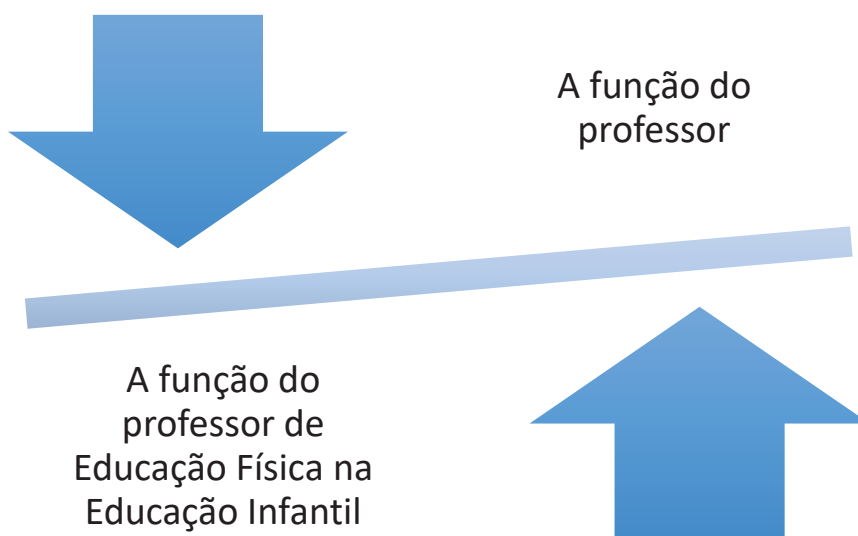 A função do
professor
A função do
professor de
Educação Física na
Educação Infantil